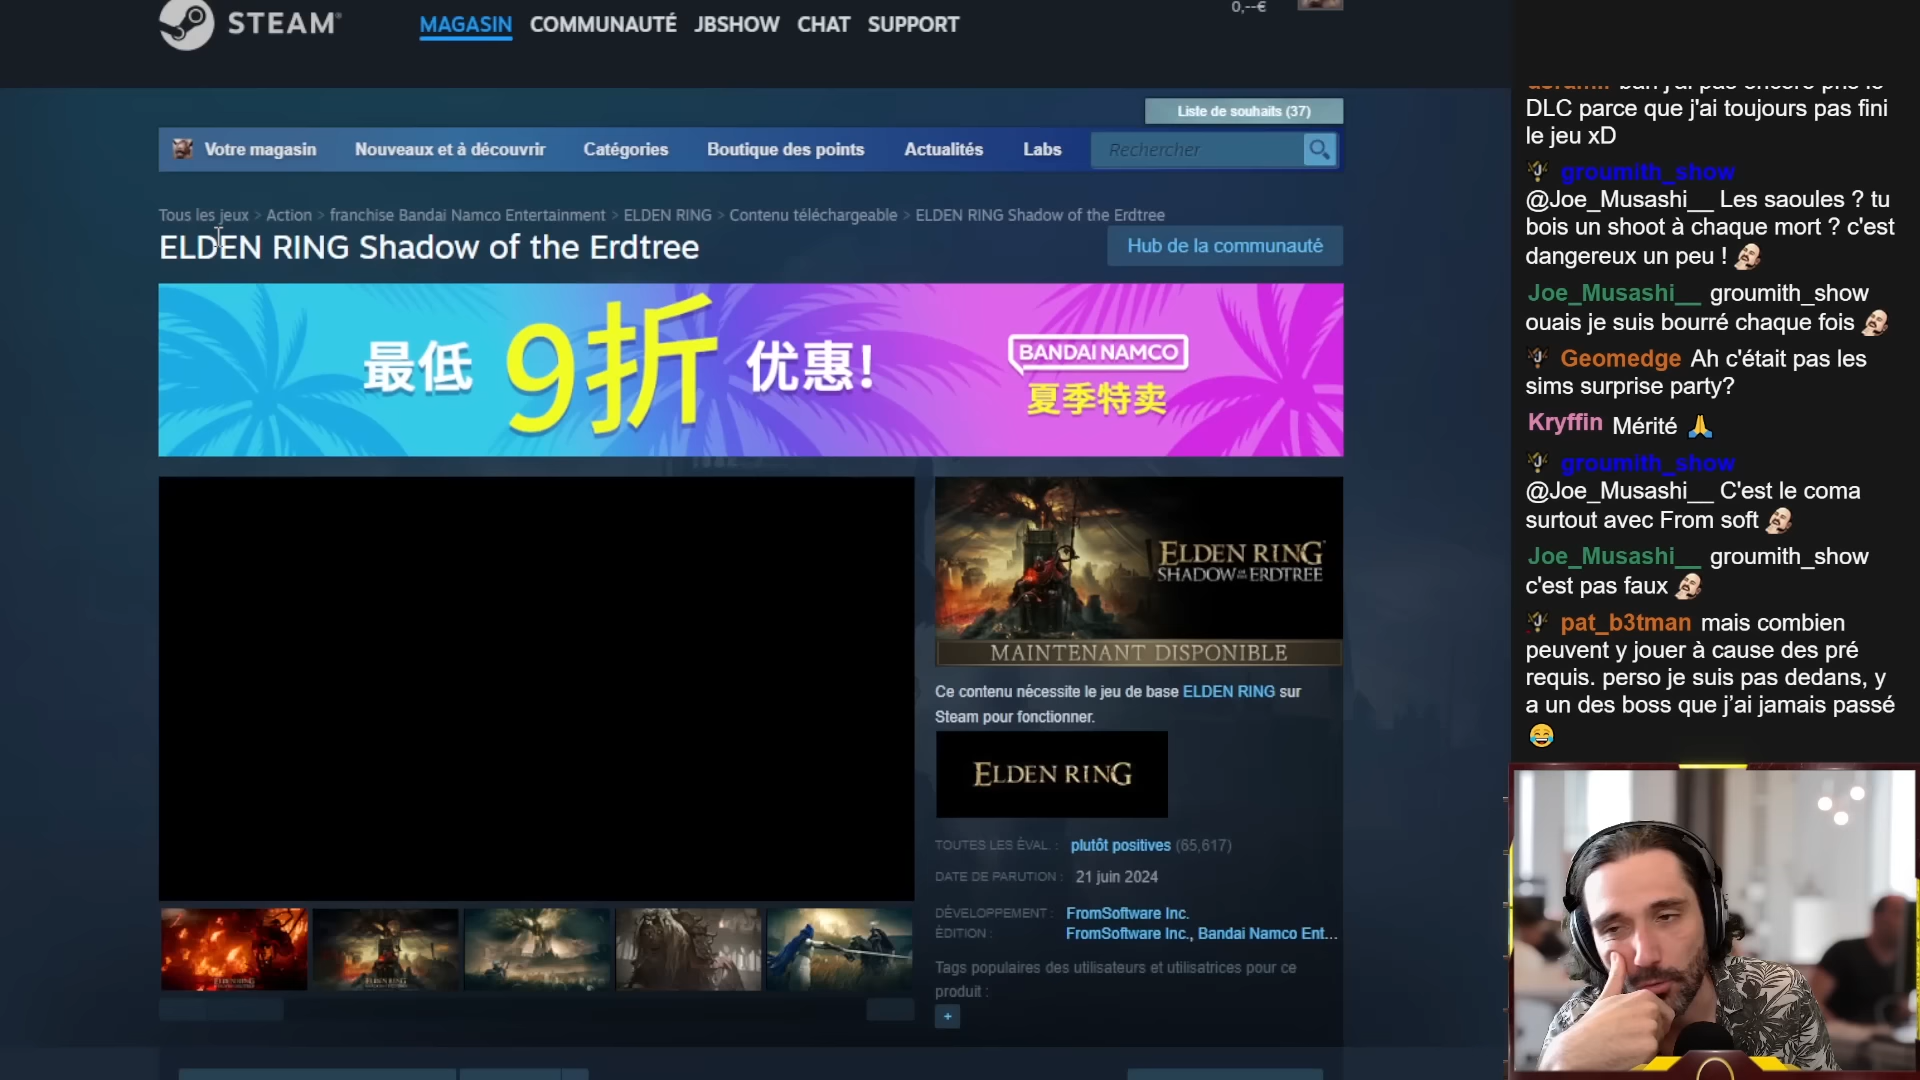 0,--€
STEAM®
MAGASIN COMMUNAUTÉ JBSHOW CHAT SUPPORT
Liste de souhaits (37)
Votre magasin Nouveaux et à découvrir Catégories Boutique des points Actualités Labs Rechercher
Tous les jeux > Action > franchise Bandai Namco Entertainment > ELDEN RING > Contenu téléchargeable > ELDEN RING Shadow of the Erdtree
ELDEN RING Shadow of the Erdtree
Hub de la communauté
最低 9折 优惠!
BANDAI NAMCO
夏季特卖
ELDEN RING
SHADOW OF THE ERDTREE
MAINTENANT DISPONIBLE
Ce contenu nécessite le jeu de base ELDEN RING sur
Steam pour fonctionner.
ELDEN RING
TOUTES LES ÉVAL. : plutôt positives (65,617)
DATE DE PARUTION : 21 juin 2024
DÉVELOPPEMENT : FromSoftware Inc.
ÉDITION : FromSoftware Inc., Bandai Namco Ent...
Tags populaires des utilisateurs et utilisatrices pour ce
produit :
+
DLC parce que j'ai toujours pas fini
le jeu xD
groumith_show
@Joe_Musashi__ Les saoules ? tu
bois un shoot à chaque mort ? c'est
dangereux un peu !
Joe_Musashi__ groumith_show
ouais je suis bourré chaque fois
Geomedge Ah c'était pas les
sims surprise party?
Kryffin Mérité 🙏
groumith_show
@Joe_Musashi__ C'est le coma
surtout avec From soft
Joe_Musashi__ groumith_show
c'est pas faux
pat_b3tman mais combien
peuvent y jouer à cause des pré
requis. perso je suis pas dedans, y
a un des boss que j'ai jamais passé
😂